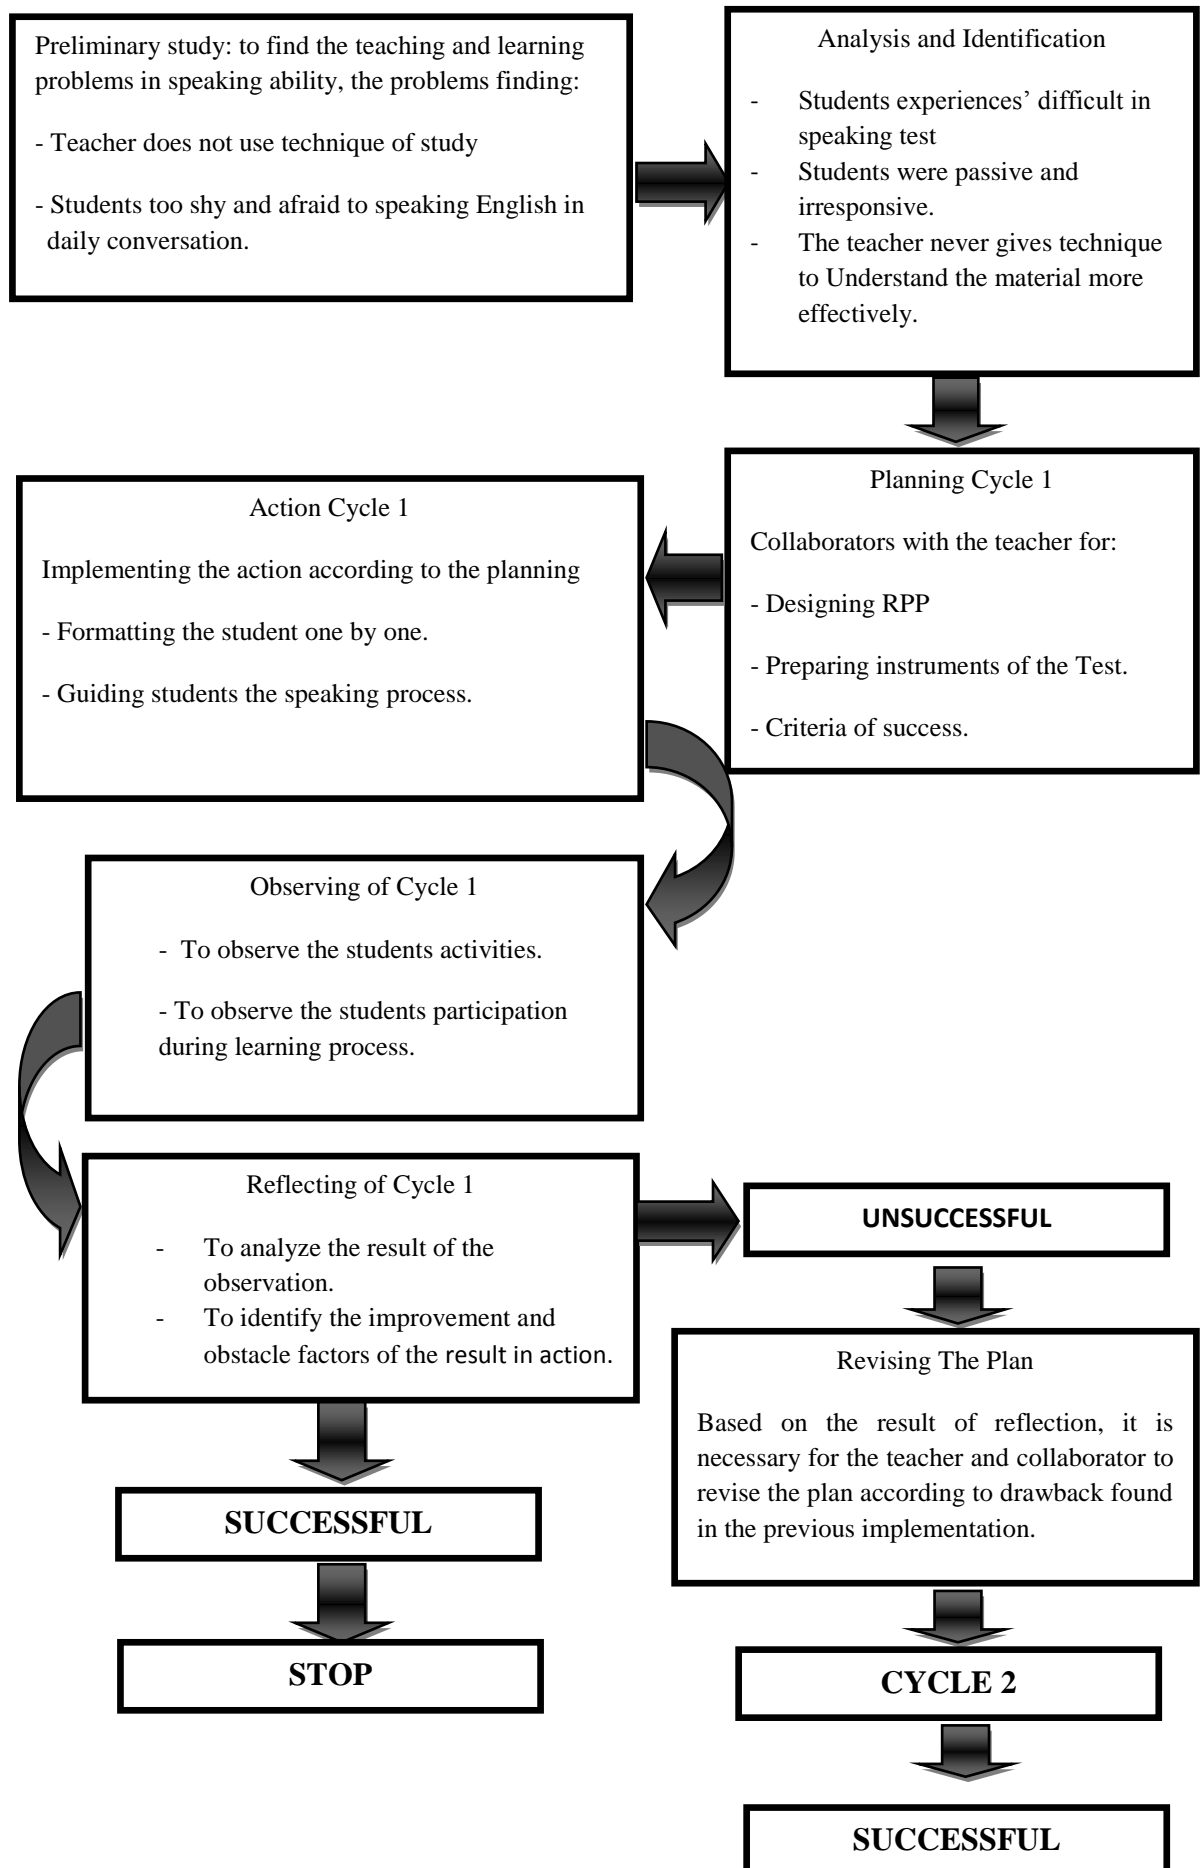 Preliminary study: to find the teaching and learning
problems in speaking ability, the problems finding:
- Teacher does not use technique of study
- Students too shy and afraid to speaking English in
daily conversation.
Analysis and Identification
- Students experiences’ difficult in
speaking test
- Students were passive and
irresponsive.
- The teacher never gives technique
to Understand the material more
effectively.
Planning Cycle 1
Collaborators with the teacher for:
- Designing RPP
- Preparing instruments of the Test.
- Criteria of success.
Action Cycle 1
Implementing the action according to the planning
- Formatting the student one by one.
- Guiding students the speaking process.
Observing of Cycle 1
- To observe the students activities.
- To observe the students participation
during learning process.
Reflecting of Cycle 1
- To analyze the result of the
observation.
- To identify the improvement and
obstacle factors of the result in action.
UNSUCCESSFUL
Revising The Plan
Based on the result of reflection, it is
necessary for the teacher and collaborator to
revise the plan according to drawback found
in the previous implementation.
SUCCESSFUL
STOP
CYCLE 2
SUCCESSFUL